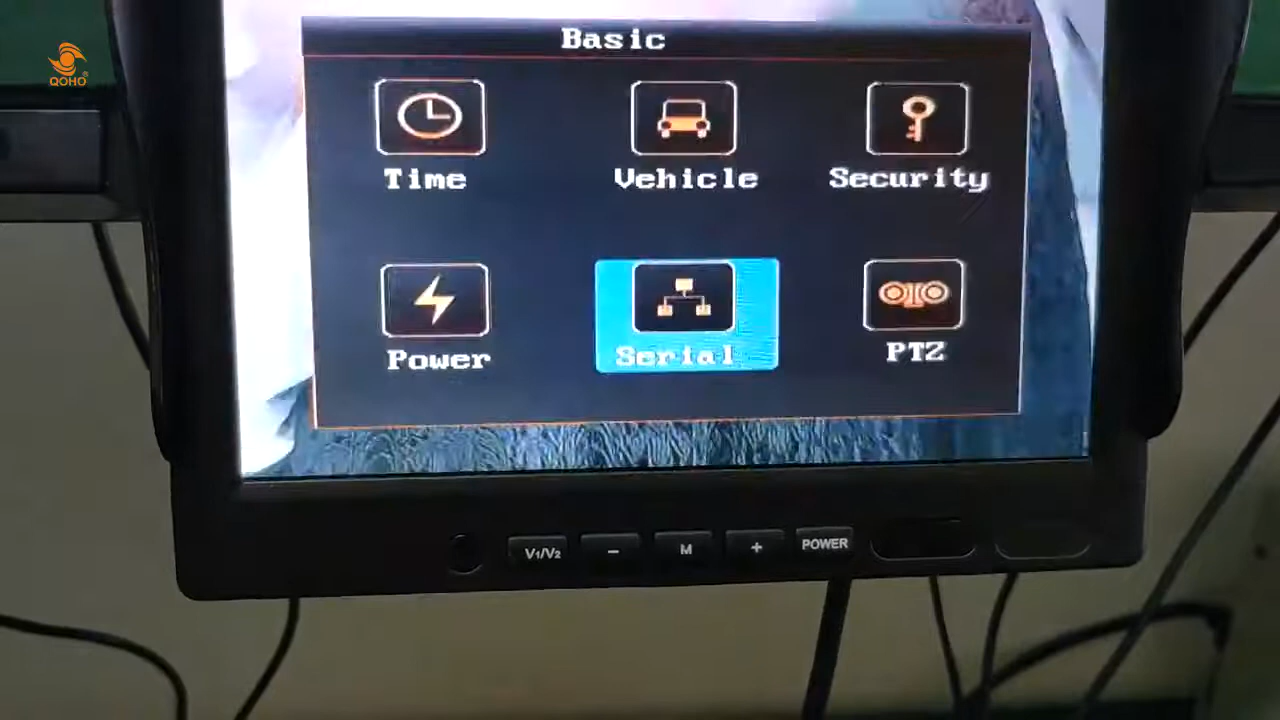 QOHO®
Basic
Time Vehicle Security
Power Serial PTZ
V1/V2 − M + POWER